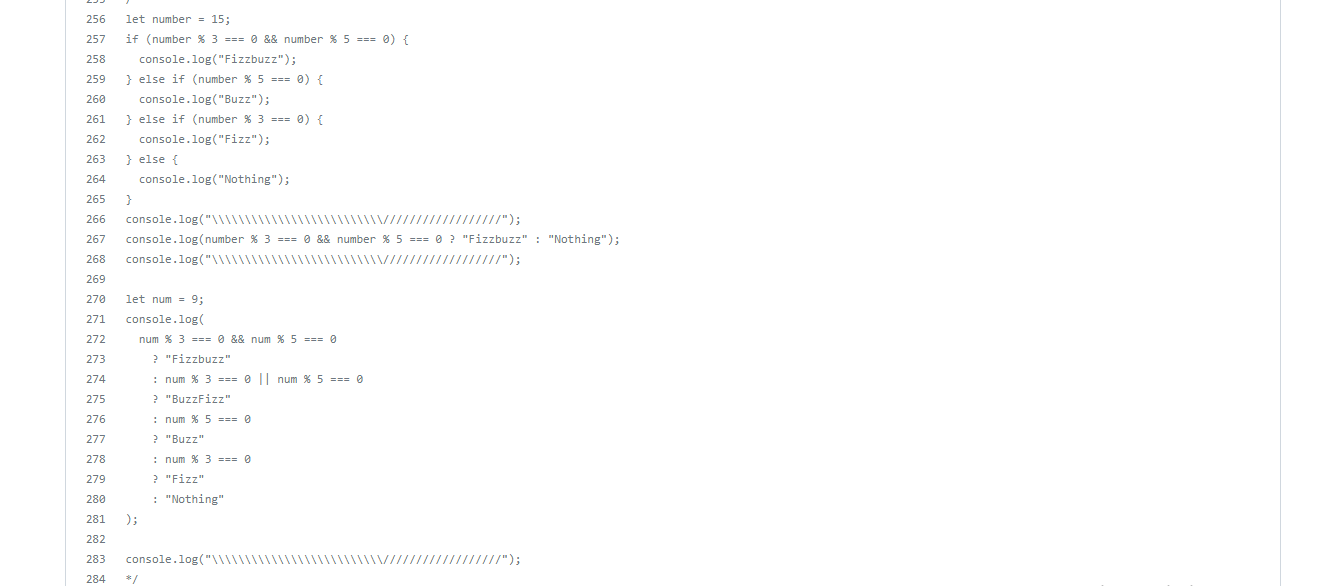 256 let number = 15;
257 if (number % 3 === 0 && number % 5 === 0) {
258   console.log("Fizzbuzz");
259 } else if (number % 5 === 0) {
260   console.log("Buzz");
261 } else if (number % 3 === 0) {
262   console.log("Fizz");
263 } else {
264   console.log("Nothing");
265 }
266 console.log("\\\\\\\\\\\\\\\\\\\\\\\\\\//////////////////");
267 console.log(number % 3 === 0 && number % 5 === 0 ? "Fizzbuzz" : "Nothing");
268 console.log("\\\\\\\\\\\\\\\\\\\\\\\\\\//////////////////");
269
270 let num = 9;
271 console.log(
272   num % 3 === 0 && num % 5 === 0
273     ? "Fizzbuzz"
274     : num % 3 === 0 || num % 5 === 0
275     ? "BuzzFizz"
276     : num % 5 === 0
277     ? "Buzz"
278     : num % 3 === 0
279     ? "Fizz"
280     : "Nothing"
281 );
282
283 console.log("\\\\\\\\\\\\\\\\\\\\\\\\\\//////////////////");
284 */